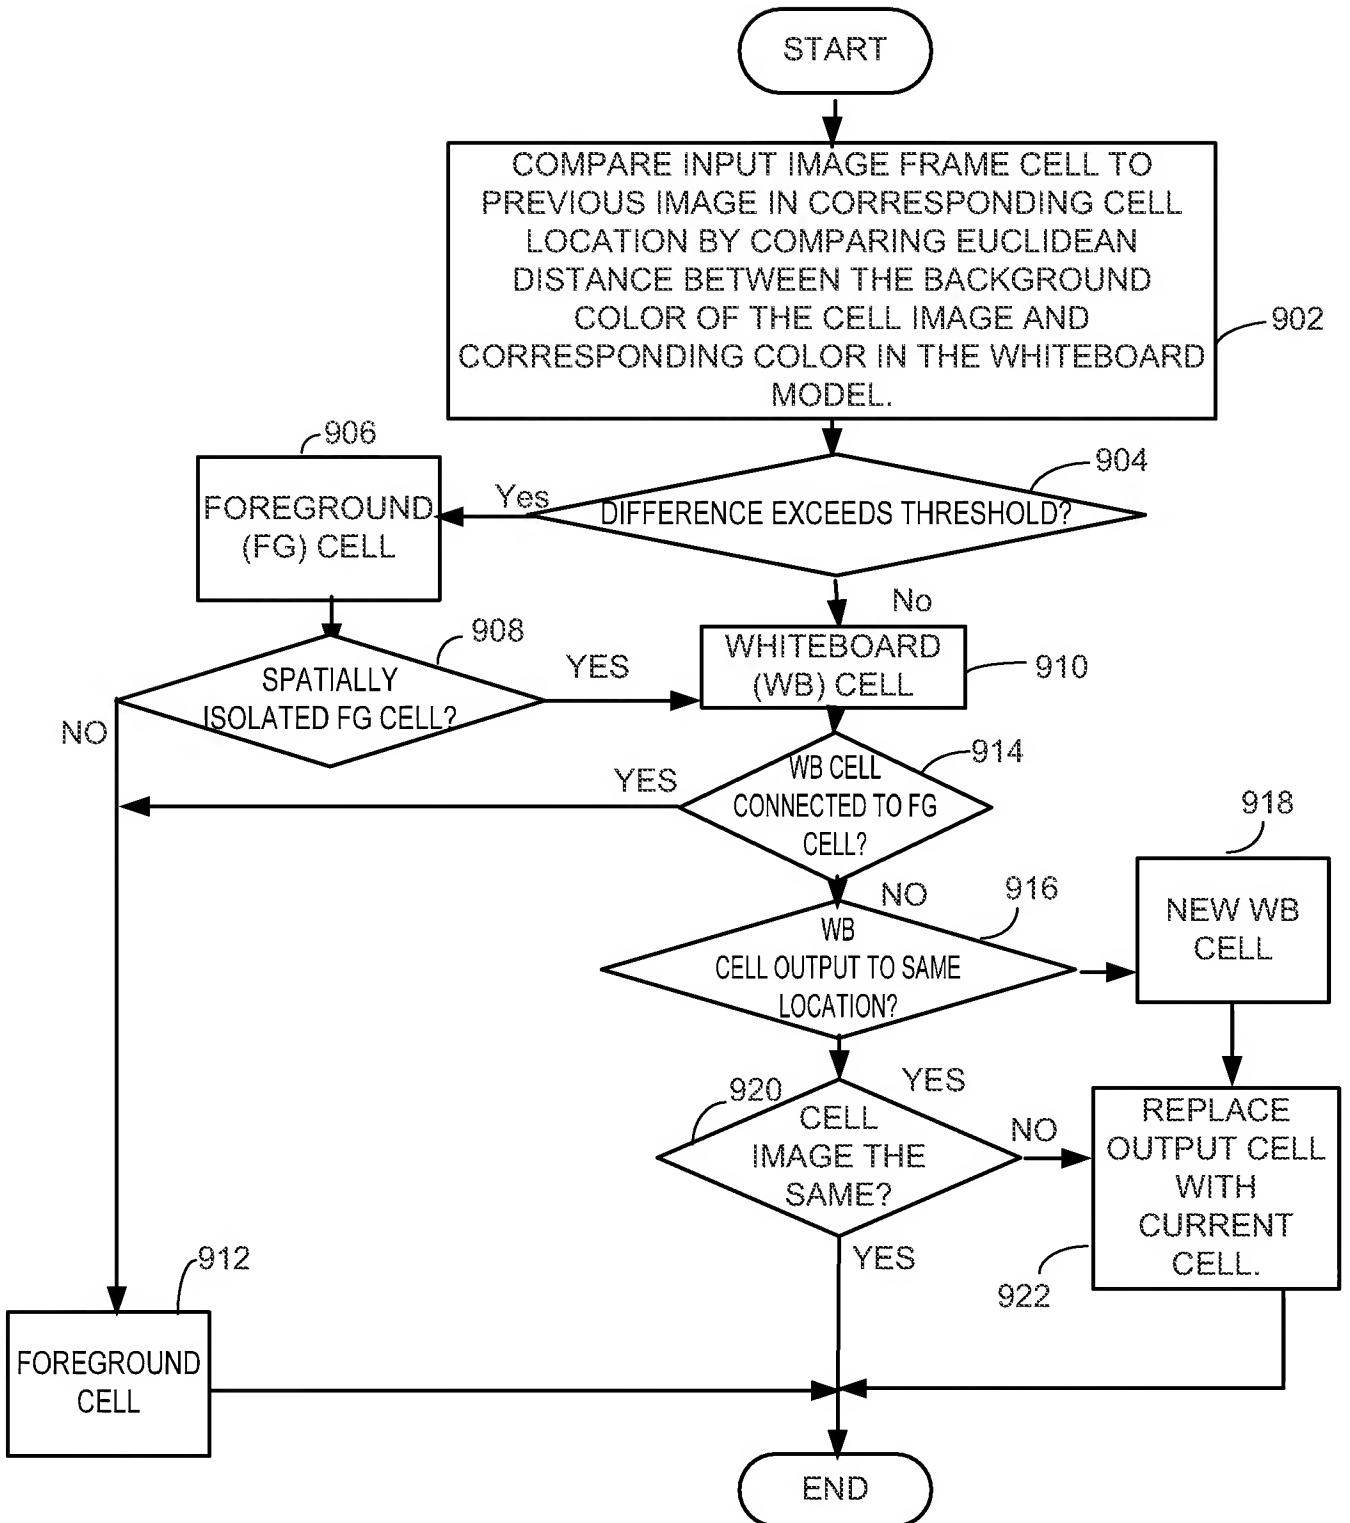 START
COMPARE INPUT IMAGE FRAME CELL TO
PREVIOUS IMAGE IN CORRESPONDING CELL
LOCATION BY COMPARING EUCLIDEAN
DISTANCE BETWEEN THE BACKGROUND
COLOR OF THE CELL IMAGE AND
CORRESPONDING COLOR IN THE WHITEBOARD
MODEL.
902
906
904
FOREGROUND
(FG) CELL
Yes
DIFFERENCE EXCEEDS THRESHOLD?
No
908
SPATIALLY
ISOLATED FG CELL?
YES
NO
WHITEBOARD
(WB) CELL
910
914
WB CELL
CONNECTED TO FG
CELL?
YES
NO
918
NEW WB
CELL
916
WB
CELL OUTPUT TO SAME
LOCATION?
YES
920
CELL
IMAGE THE
SAME?
NO
YES
REPLACE
OUTPUT CELL
WITH
CURRENT
CELL.
922
912
FOREGROUND
CELL
END